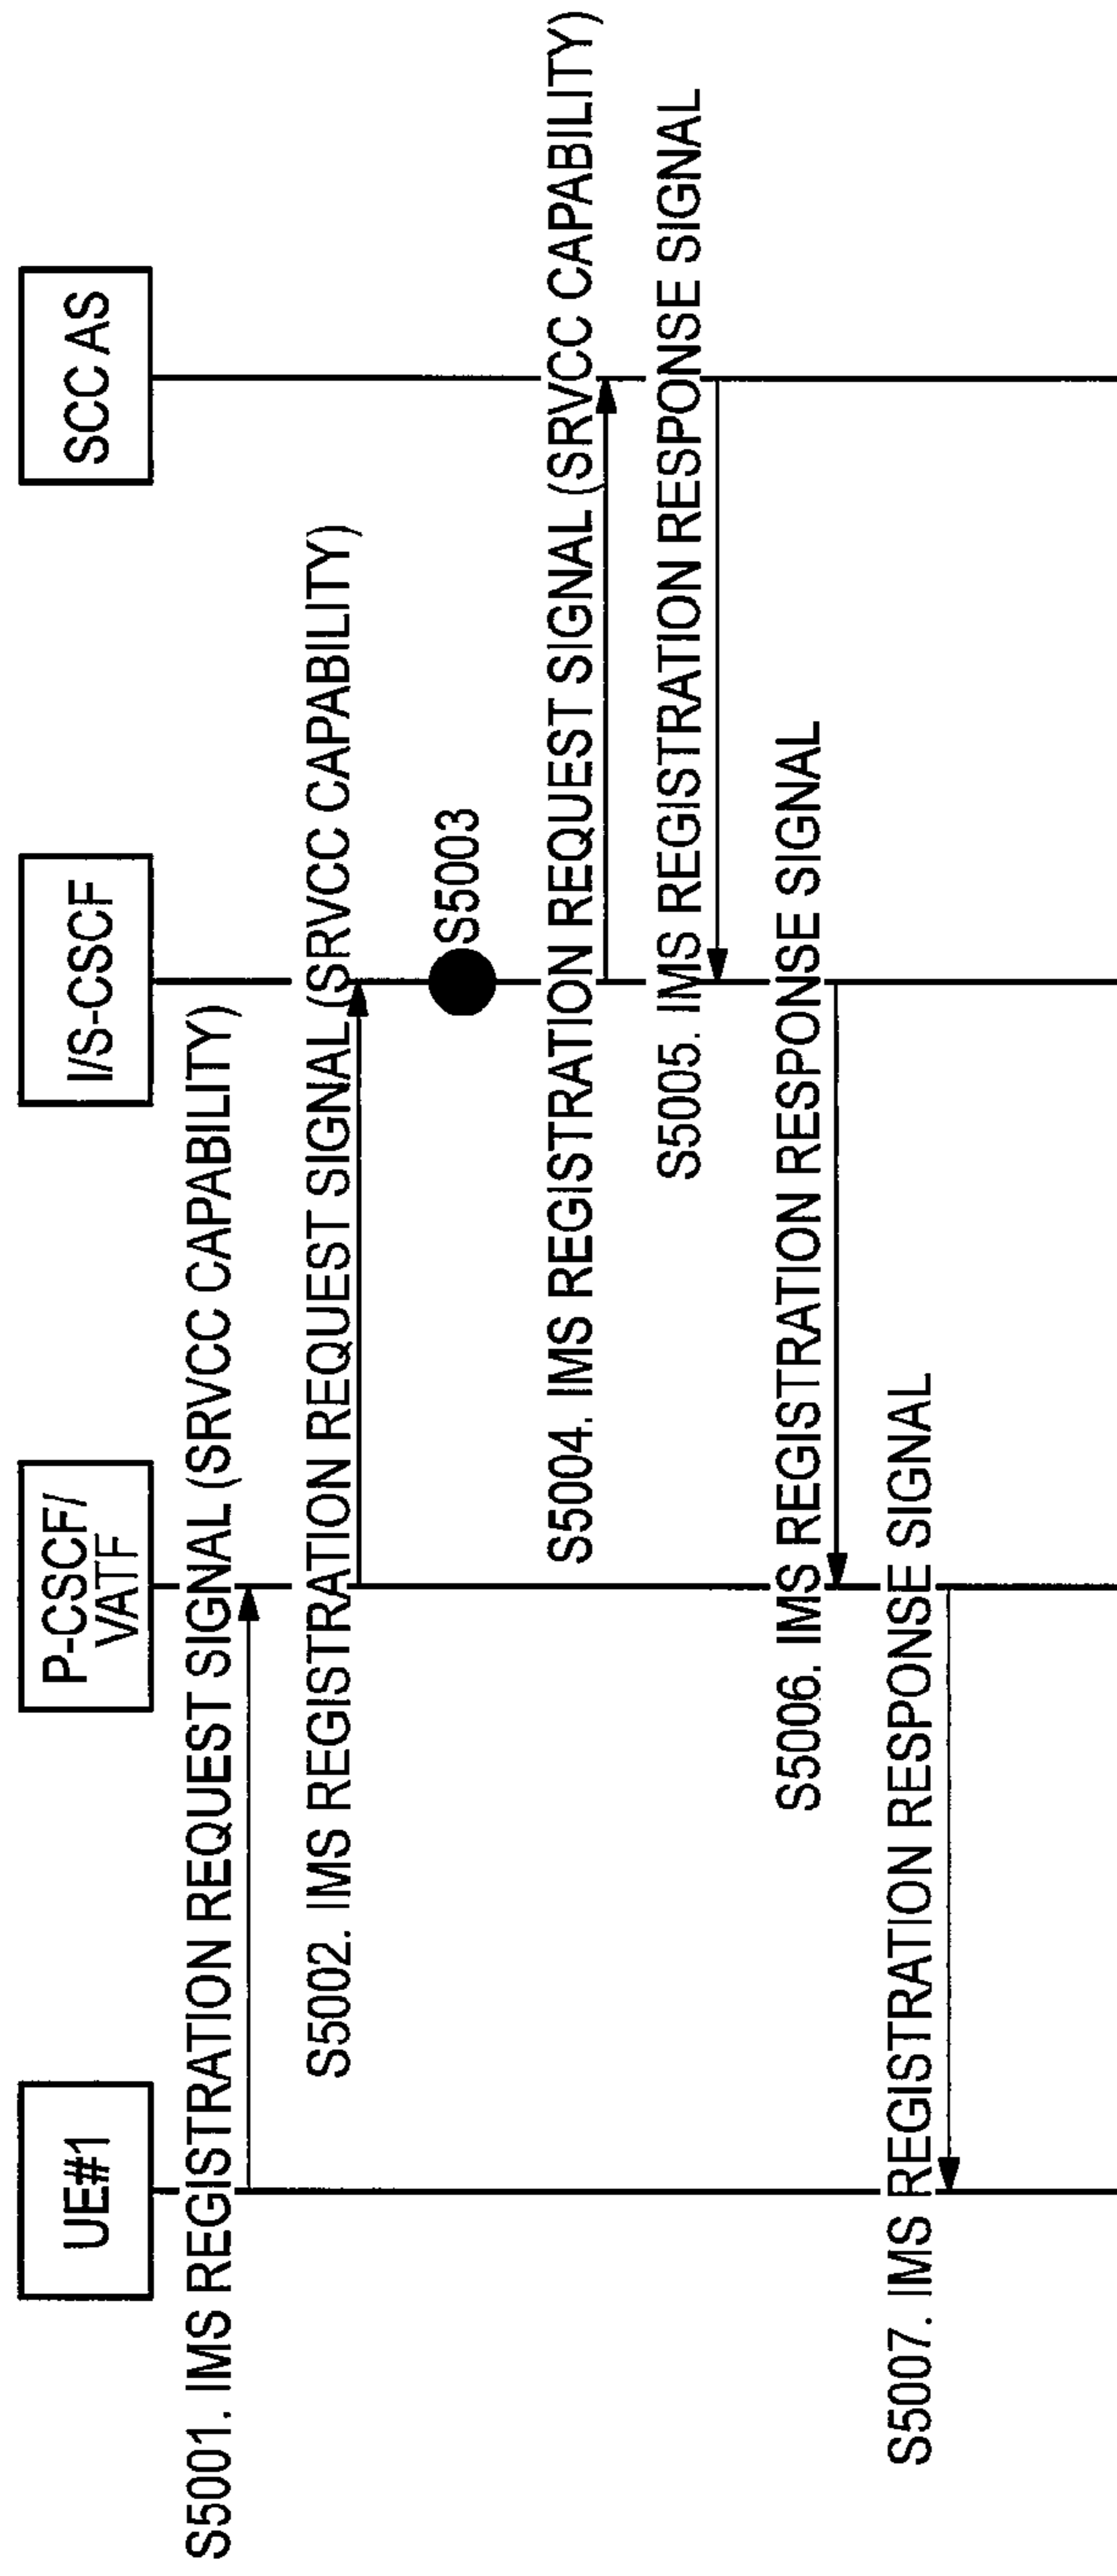 UE#1
P-CSCF/
VATF
I/S-CSCF
SCC AS
S5001. IMS REGISTRATION REQUEST SIGNAL (SRVCC CAPABILITY)
S5002. IMS REGISTRATION REQUEST SIGNAL (SRVCC CAPABILITY)
S5003
S5004. IMS REGISTRATION REQUEST SIGNAL (SRVCC CAPABILITY)
S5005. IMS REGISTRATION RESPONSE SIGNAL
S5006. IMS REGISTRATION RESPONSE SIGNAL
S5007. IMS REGISTRATION RESPONSE SIGNAL